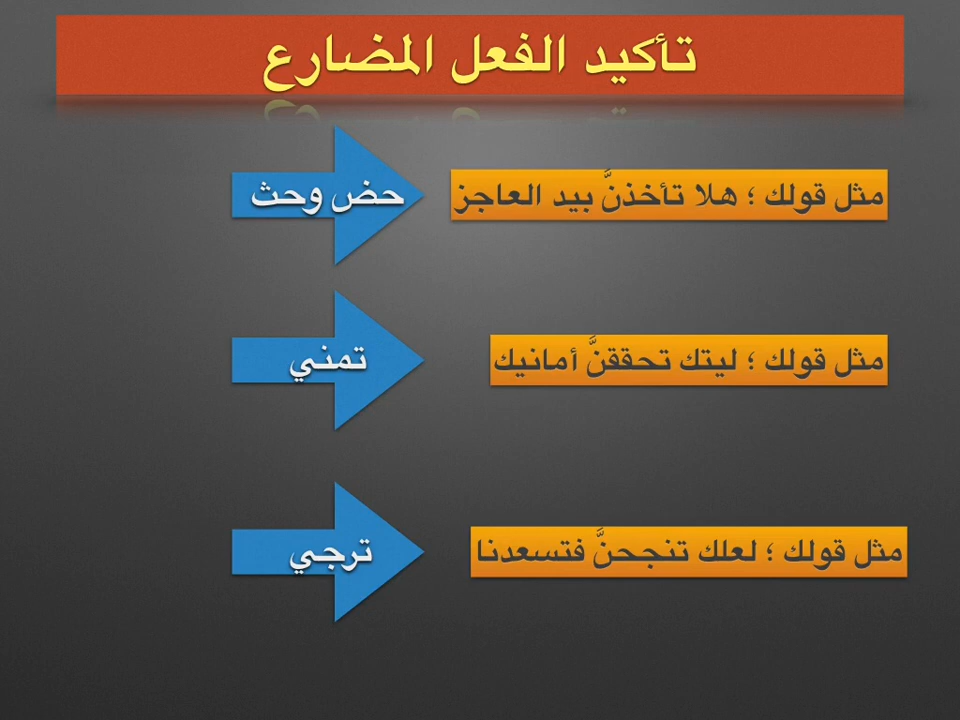 تأكيد الفعل المضارع
مثل قولك ؛ هلا تأخذنَّ بيد العاجز
حض وحث
مثل قولك ؛ ليتك تحققنَّ أمانيك
تمني
مثل قولك ؛ لعلك تنجحنَّ فتسعدنا
ترجي